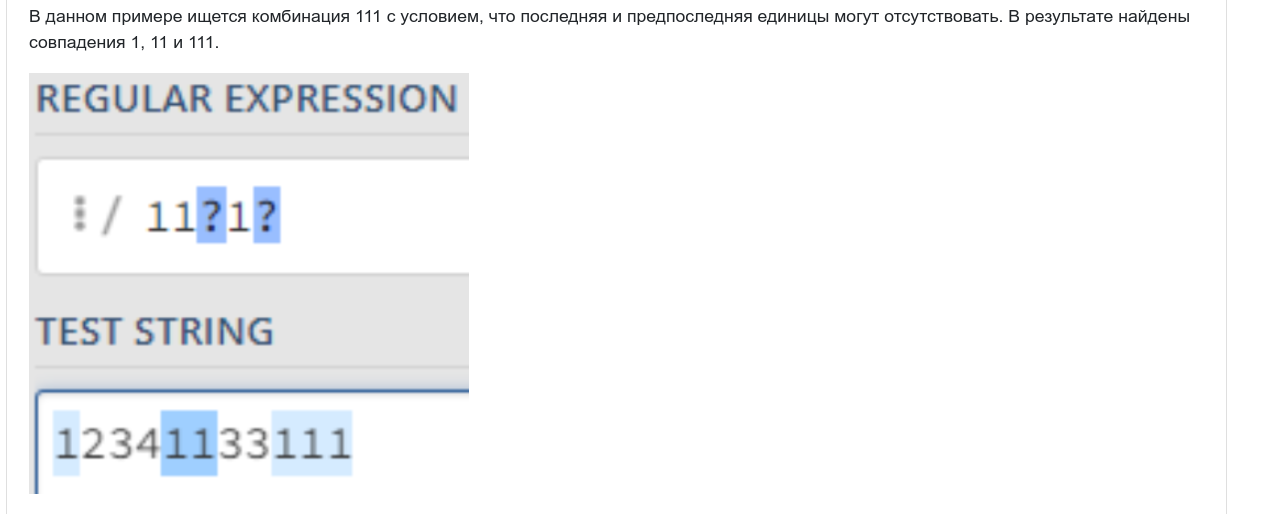 В данном примере ищется комбинация 111 с условием, что последняя и предпоследняя единицы могут отсутствовать. В результате найдены
совпадения 1, 11 и 111.
REGULAR EXPRESSION
⋮/ 11?1?
TEST STRING
12341133111